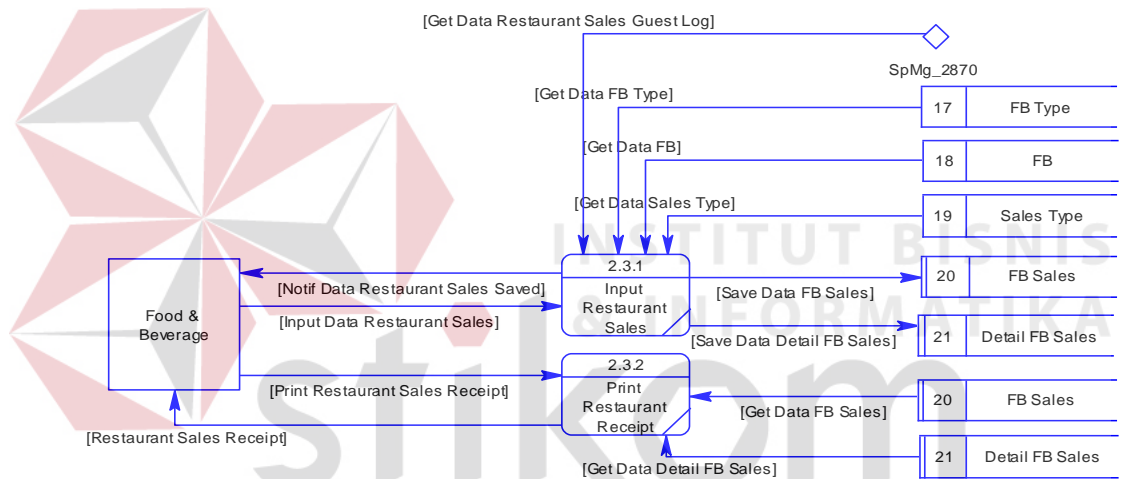 [Get Data Restaurant Sales Guest Log]
SpMg_2870
[Get Data FB Type]
17 FB Type
[Get Data FB]
18 FB
[Get Data Sales Type]
19 Sales Type
INSTITUT BISNIS
& INFORMATIKA
stikom
Food &
Beverage
[Notif Data Restaurant Sales Saved]
[Input Data Restaurant Sales]
2.3.1
Input
Restaurant
Sales
[Save Data FB Sales]
20 FB Sales
[Save Data Detail FB Sales]
21 Detail FB Sales
[Print Restaurant Sales Receipt]
[Restaurant Sales Receipt]
2.3.2
Print
Restaurant
Receipt
[Get Data FB Sales]
20 FB Sales
[Get Data Detail FB Sales]
21 Detail FB Sales